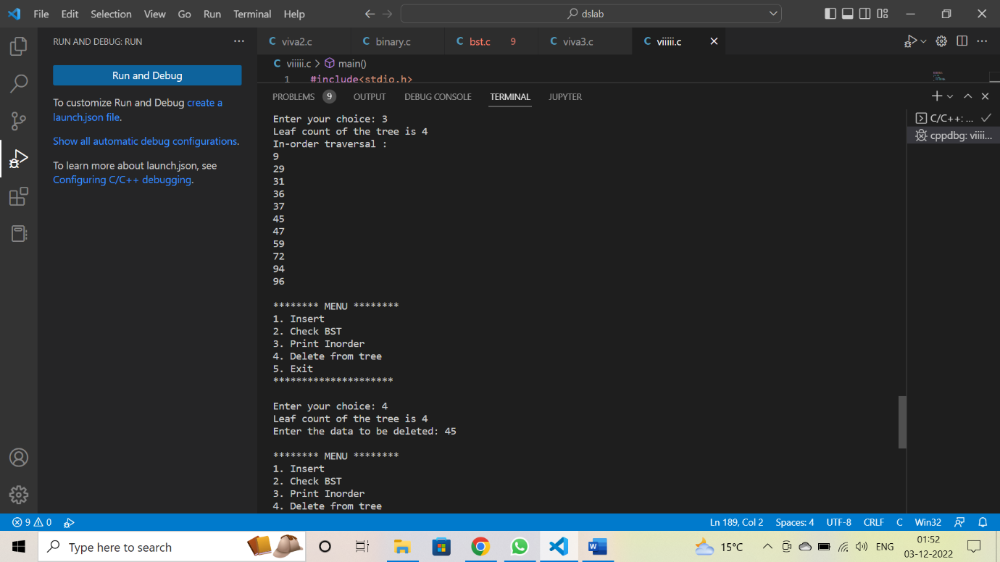 File Edit Selection View Go Run Terminal Help dslab
RUN AND DEBUG: RUN
Run and Debug
To customize Run and Debug create a
launch.json file.
Show all automatic debug configurations.
To learn more about launch.json, see
Configuring C/C++ debugging.
C viva2.c C binary.c C bst.c 9 C viva3.c C viiiii.c
C viiiii.c > main()
1 #include<stdio.h>
PROBLEMS 9 OUTPUT DEBUG CONSOLE TERMINAL JUPYTER
Enter your choice: 3
Leaf count of the tree is 4
In-order traversal :
9
29
31
36
37
45
47
59
72
94
96
******** MENU ********
1. Insert
2. Check BST
3. Print Inorder
4. Delete from tree
5. Exit
*********************
Enter your choice: 4
Leaf count of the tree is 4
Enter the data to be deleted: 45
******** MENU ********
1. Insert
2. Check BST
3. Print Inorder
4. Delete from tree
C/C++: ...
cppdbg: viiii...
9 0 Ln 189, Col 2 Spaces: 4 UTF-8 CRLF C Win32
Type here to search 15°C ENG 01:52
03-12-2022